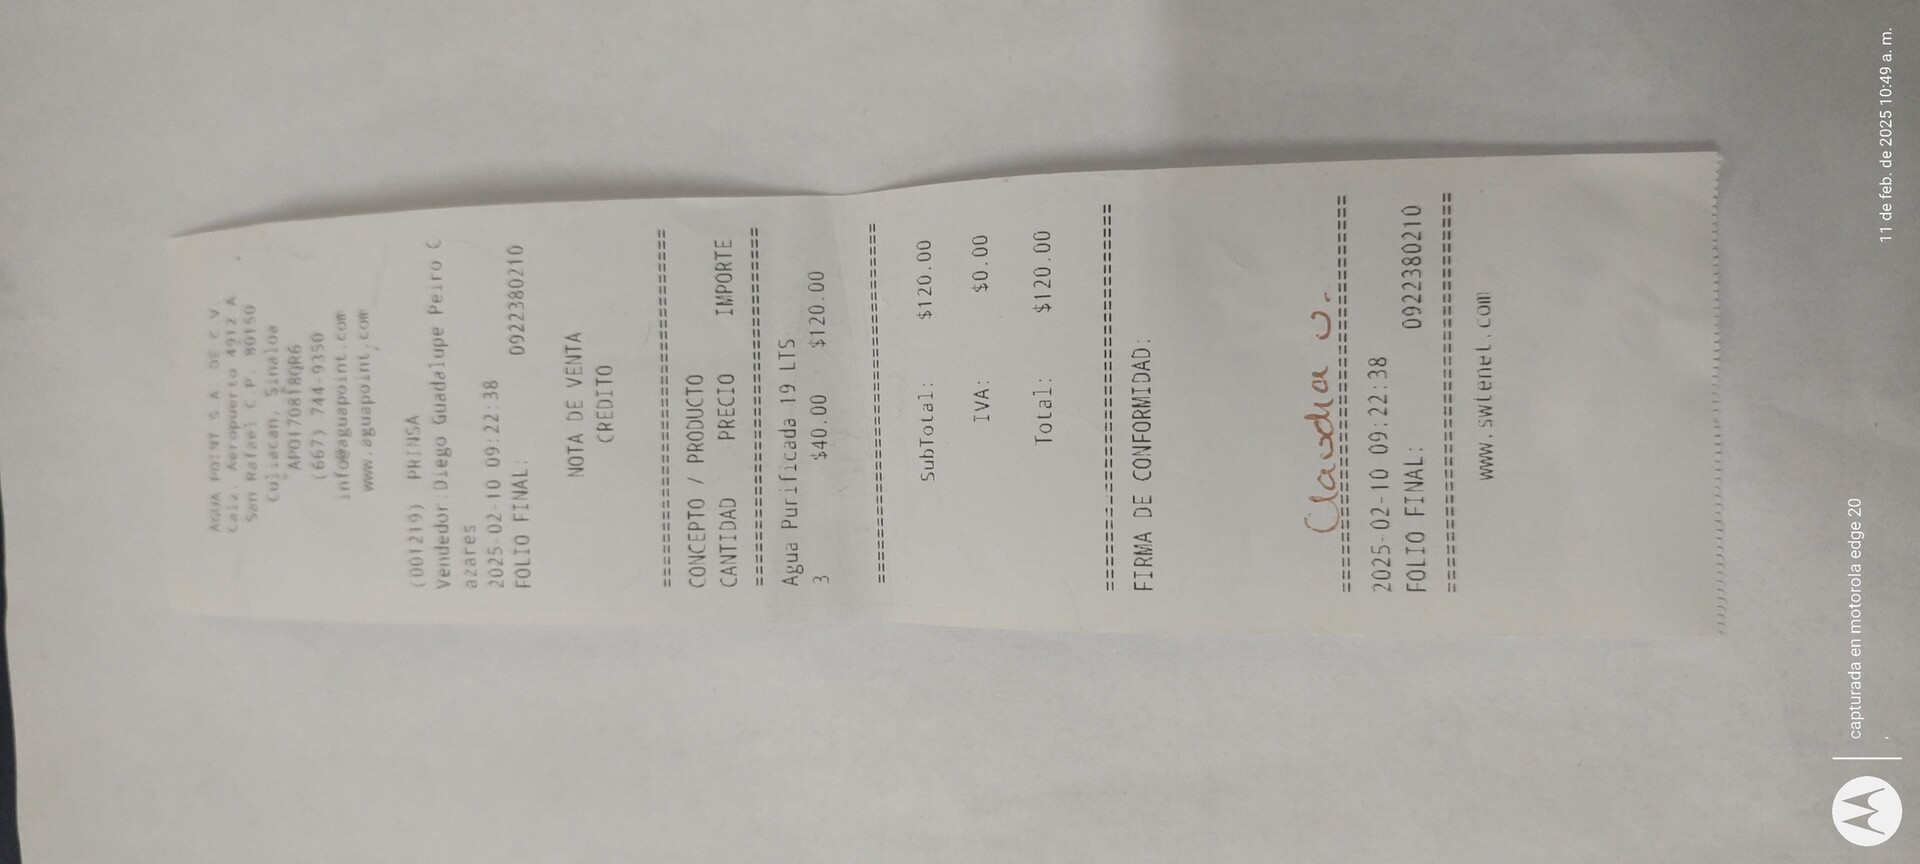 AGUA POINT S.A. DE C.V.
Calz. Aeropuerto 4912 A
San Rafael C.P. 80150
Culiacan, Sinaloa
APO170818QR6
(667) 744-9350
info@aguapoint.com
www.aguapoint.com
(001219) PRINSA
Vendedor:Diego Guadalupe Peiro C
azares
2025-02-10 09:22:38
FOLIO FINAL: 0922380210
NOTA DE VENTA
CREDITO
================================
CONCEPTO / PRODUCTO
CANTIDAD PRECIO IMPORTE
================================
Agua Purificada 19 LTS
3 $40.00 $120.00
================================
SubTotal: $120.00
IVA: $0.00
Total: $120.00
================================
FIRMA DE CONFORMIDAD:
Claudia U.
================================
2025-02-10 09:22:38
FOLIO FINAL: 0922380210
================================
www.swtenet.com
capturada en motorola edge 20
11 de feb. de 2025 10:49 a. m.